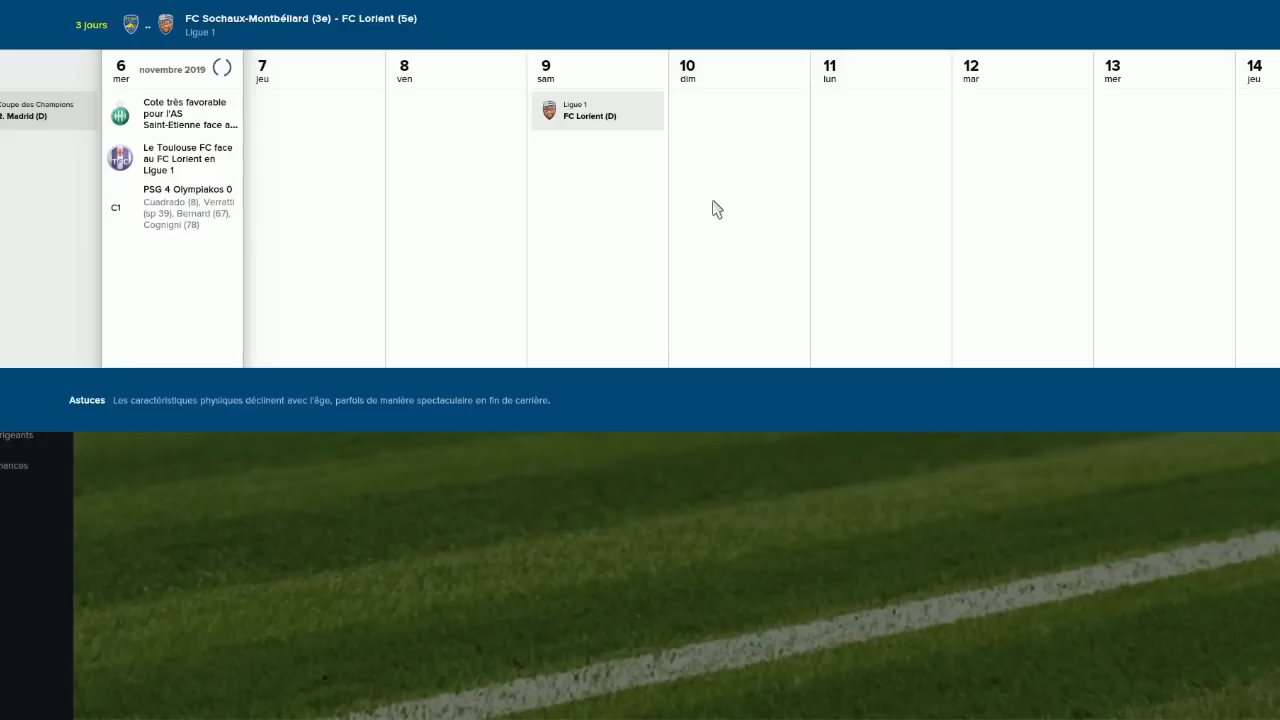 3 jours
FC Sochaux-Montbéliard (3e) - FC Lorient (5e)
Ligue 1
6
mer
novembre 2019
7
jeu
8
ven
9
sam
10
dim
11
lun
12
mar
13
mer
14
jeu
Coupe des Champions
R. Madrid (D)
Cote très favorable
pour l'AS
Saint-Etienne face a...
Le Toulouse FC face
au FC Lorient en
Ligue 1
C1
PSG 4 Olympiakos 0
Cuadrado (8), Verratti
(sp 39), Bernard (67),
Cognigni (78)
Ligue 1
FC Lorient (D)
Astuces Les caractéristiques physiques déclinent avec l'âge, parfois de manière spectaculaire en fin de carrière.
rigeants
nances